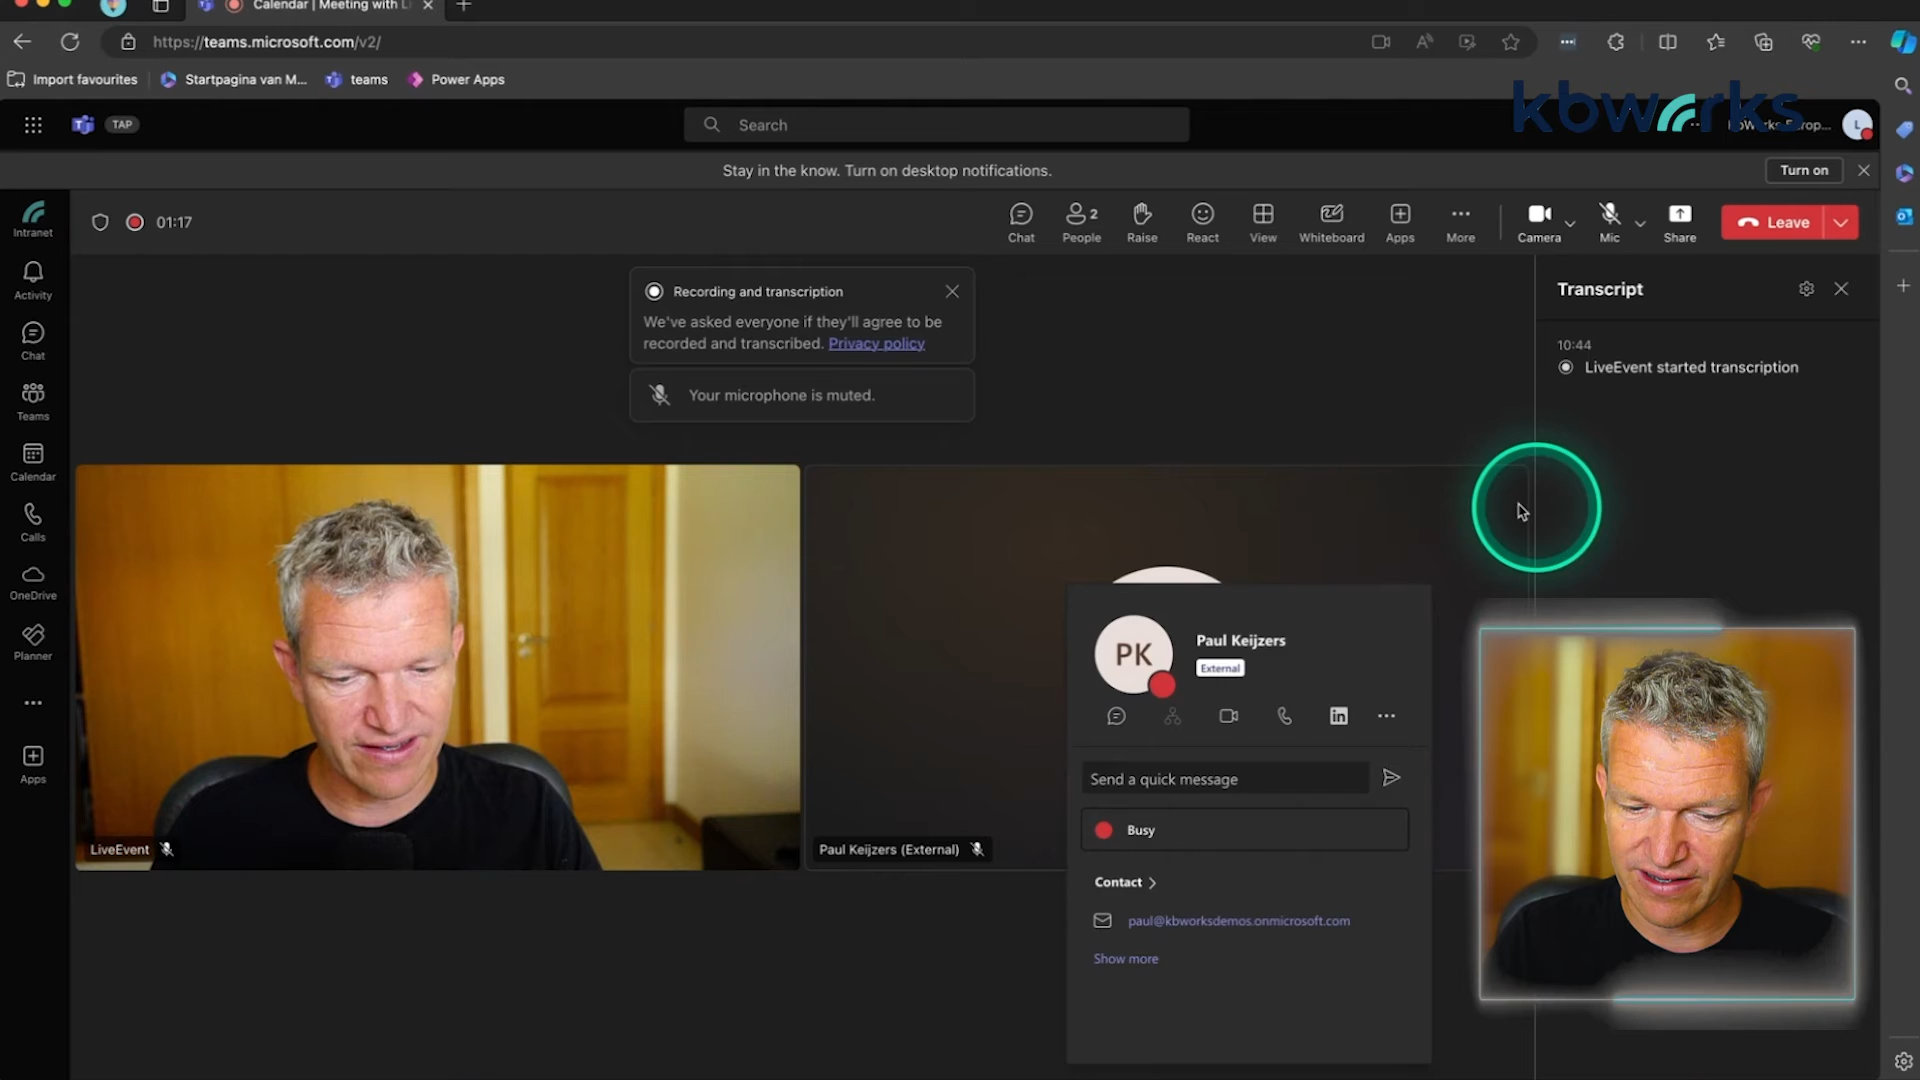 Calendar | Meeting with Li
https://teams.microsoft.com/v2/
Import favourites
Startpagina van M...
teams
Power Apps
kbworks
TAP
Search
KbWorks Europ...
L
Stay in the know. Turn on desktop notifications.
Turn on
Intranet
Activity
Chat
Teams
Calendar
Calls
OneDrive
Planner
Apps
01:17
Chat
People
2
Raise
React
View
Whiteboard
Apps
More
Camera
Mic
Share
Leave
Recording and transcription
We've asked everyone if they'll agree to be
recorded and transcribed. Privacy policy
Your microphone is muted.
Transcript
10:44
LiveEvent started transcription
LiveEvent
Paul Keijzers (External)
PK
Paul Keijzers
External
in
Send a quick message
Busy
Contact
paul@kbworksdemos.onmicrosoft.com
Show more